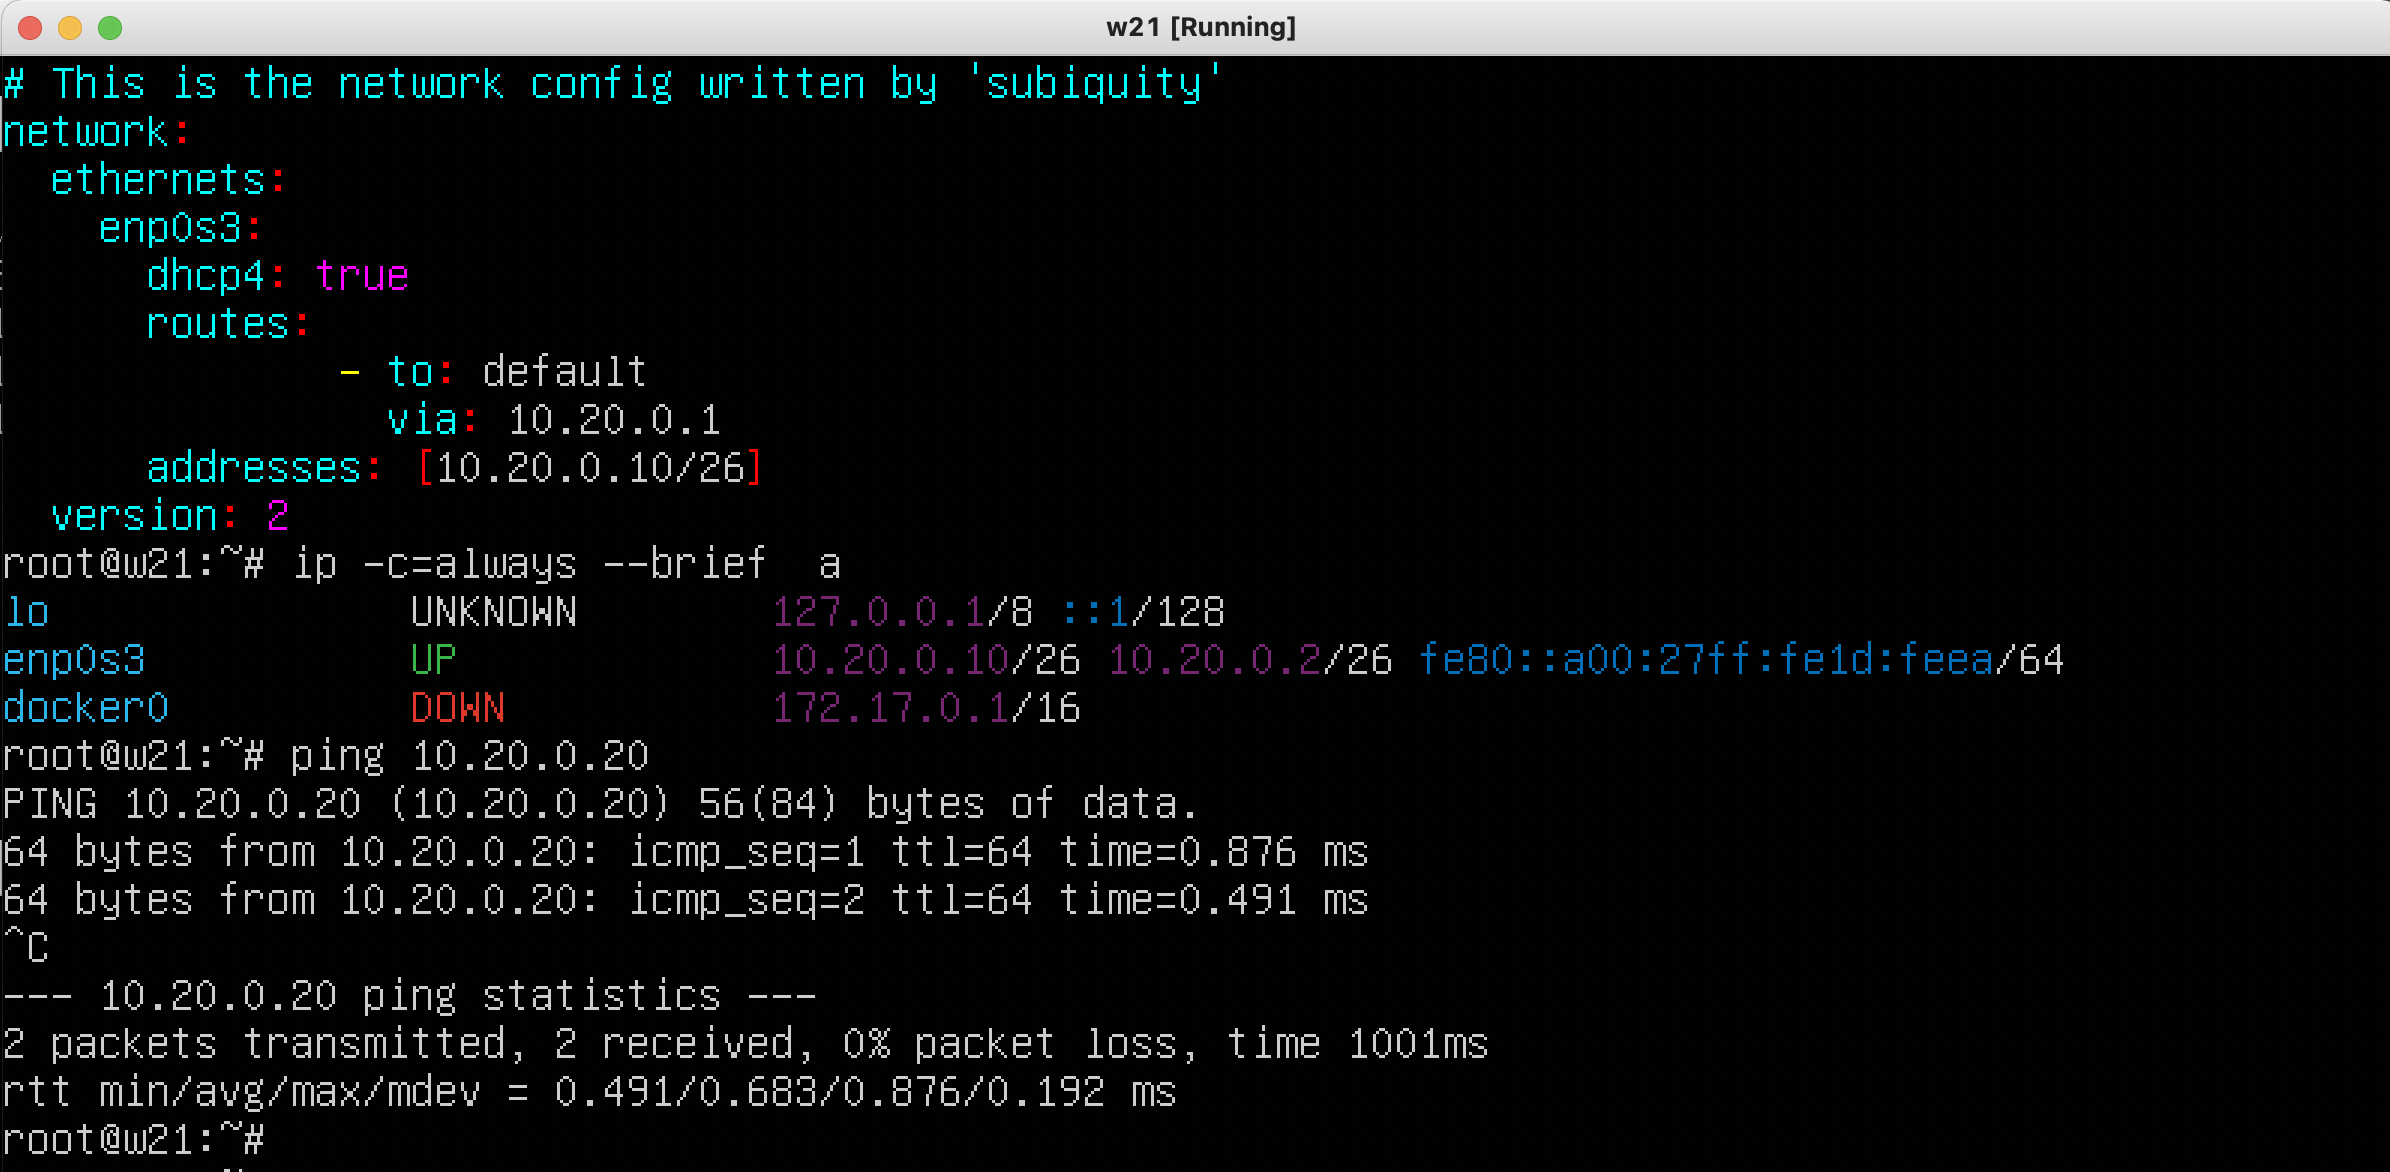 w21 [Running]
# This is the network config written by 'subiquity'
network:
  ethernets:
    enp0s3:
      dhcp4: true
      routes:
              - to: default
                via: 10.20.0.1
      addresses: [10.20.0.10/26]
  version: 2
root@w21:~# ip -c=always --brief  a
lo               UNKNOWN        127.0.0.1/8 ::1/128
enp0s3           UP             10.20.0.10/26 10.20.0.2/26 fe80::a00:27ff:fe1d:feea/64
docker0          DOWN           172.17.0.1/16
root@w21:~# ping 10.20.0.20
PING 10.20.0.20 (10.20.0.20) 56(84) bytes of data.
64 bytes from 10.20.0.20: icmp_seq=1 ttl=64 time=0.876 ms
64 bytes from 10.20.0.20: icmp_seq=2 ttl=64 time=0.491 ms
^C
--- 10.20.0.20 ping statistics ---
2 packets transmitted, 2 received, 0% packet loss, time 1001ms
rtt min/avg/max/mdev = 0.491/0.683/0.876/0.192 ms
root@w21:~#